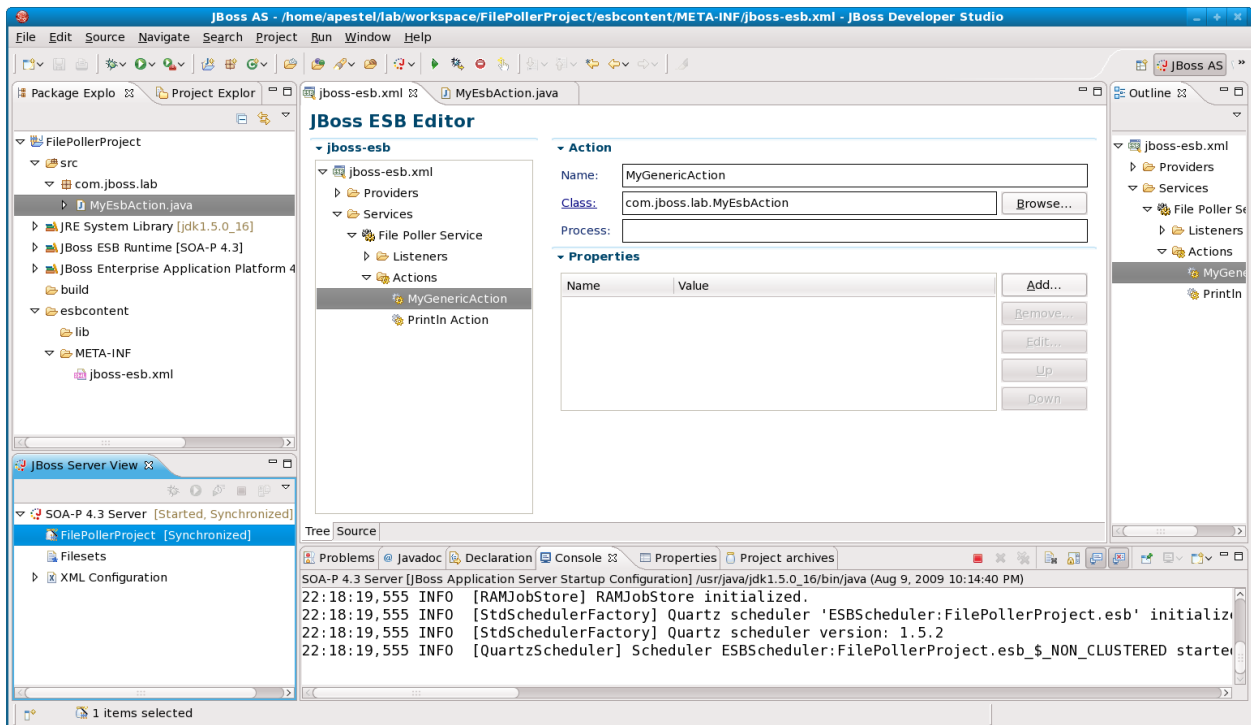 JBoss AS - /home/apestel/lab/workspace/FilePollerProject/esbcontent/META-INF/jboss-esb.xml - JBoss Developer Studio
File Edit Source Navigate Search Project Run Window Help
JBoss AS
»
Package Explo
Project Explor
FilePollerProject
src
com.jboss.lab
MyEsbAction.java
JRE System Library [jdk1.5.0_16]
JBoss ESB Runtime [SOA-P 4.3]
JBoss Enterprise Application Platform 4
build
esbcontent
lib
META-INF
jboss-esb.xml
JBoss Server View
SOA-P 4.3 Server [Started, Synchronized]
FilePollerProject [Synchronized]
Filesets
XML Configuration
jboss-esb.xml
MyEsbAction.java
JBoss ESB Editor
jboss-esb
jboss-esb.xml
Providers
Services
File Poller Service
Listeners
Actions
MyGenericAction
Println Action
Action
Name: MyGenericAction
Class: com.jboss.lab.MyEsbAction Browse...
Process:
Properties
Name Value
Add...
Remove...
Edit...
Up
Down
Tree Source
Outline
jboss-esb.xml
Providers
Services
File Poller Se
Listeners
Actions
MyGene
Println
Problems @ Javadoc Declaration Console Properties Project archives
SOA-P 4.3 Server [JBoss Application Server Startup Configuration] /usr/java/jdk1.5.0_16/bin/java (Aug 9, 2009 10:14:40 PM)
22:18:19,555 INFO [RAMJobStore] RAMJobStore initialized.
22:18:19,555 INFO [StdSchedulerFactory] Quartz scheduler 'ESBScheduler:FilePollerProject.esb' initialize
22:18:19,555 INFO [StdSchedulerFactory] Quartz scheduler version: 1.5.2
22:18:19,555 INFO [QuartzScheduler] Scheduler ESBScheduler:FilePollerProject.esb_$_NON_CLUSTERED starte
1 items selected